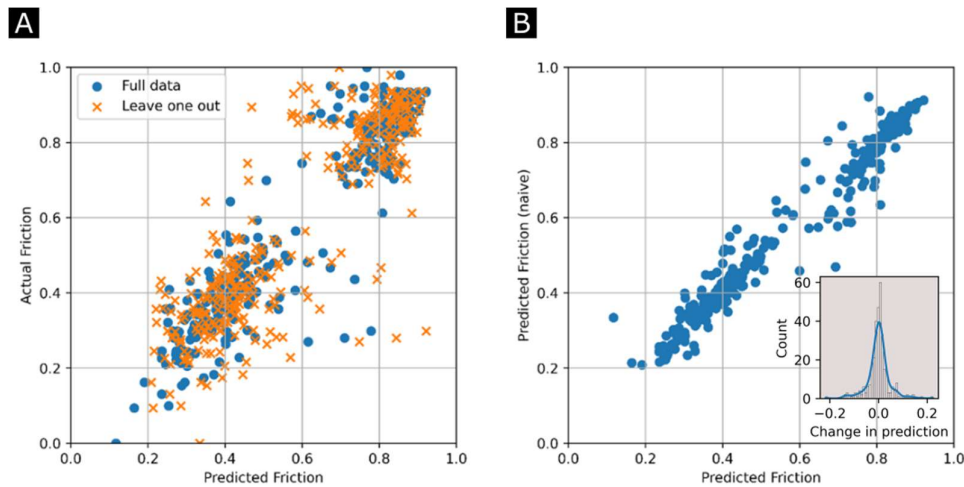 A
B
1.0
0.8
0.6
0.4
0.2
0.0
Actual Friction
Full data
Leave one out
0.0 0.2 0.4 0.6 0.8 1.0
Predicted Friction
1.0
0.8
0.6
0.4
0.2
0.0
Predicted Friction (naive)
60
40
20
0
Count
−0.2 0.0 0.2
Change in prediction
0.0 0.2 0.4 0.6 0.8 1.0
Predicted Friction